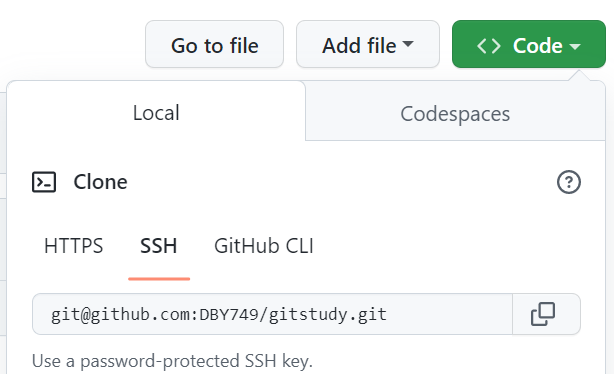 Go to file Add file <> Code
Local Codespaces
Clone
HTTPS SSH GitHub CLI
git@github.com:DBY749/gitstudy.git
Use a password-protected SSH key.